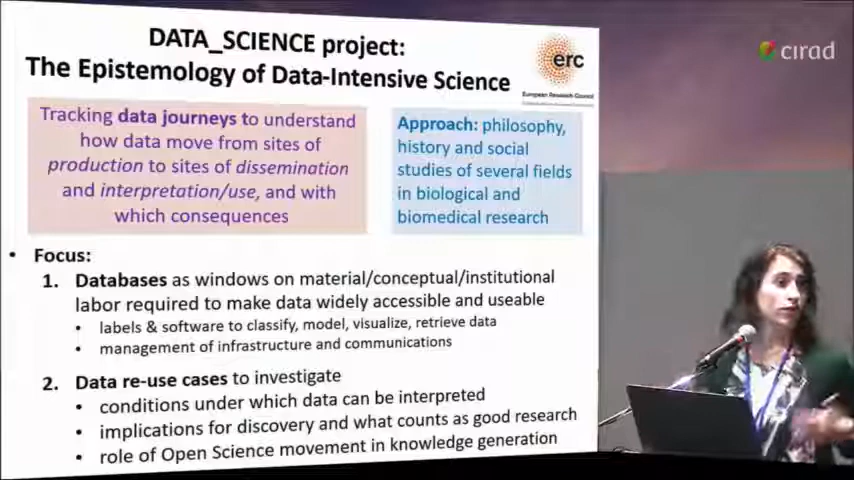 DATA_SCIENCE project:
The Epistemology of Data-Intensive Science
erc
European Research Council
Tracking data journeys to understand
how data move from sites of
production to sites of dissemination
and interpretation/use, and with
which consequences
Approach: philosophy,
history and social
studies of several fields
in biological and
biomedical research
• Focus:
1. Databases as windows on material/conceptual/institutional
labor required to make data widely accessible and useable
• labels & software to classify, model, visualize, retrieve data
• management of infrastructure and communications
2. Data re-use cases to investigate
• conditions under which data can be interpreted
• implications for discovery and what counts as good research
• role of Open Science movement in knowledge generation
cirad